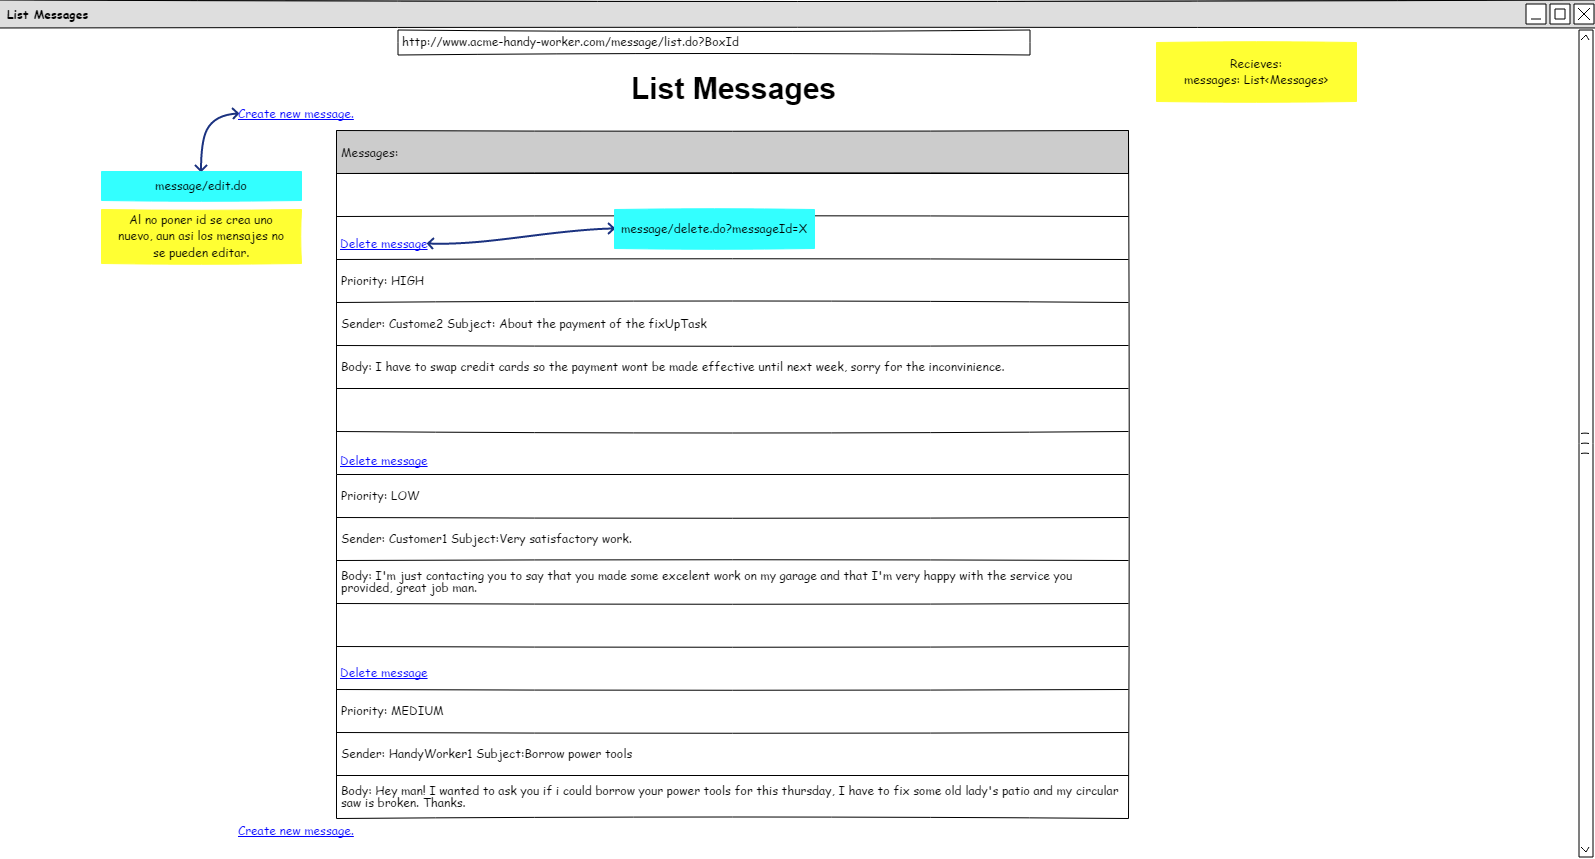 List Messages
http://www.acme-handy-worker.com/message/list.do?BoxId
Recieves:
messages: List<Messages>
List Messages
Create new message.
message/edit.do
Al no poner id se crea uno
nuevo, aun asi los mensajes no
se pueden editar.
Messages:
Delete message
message/delete.do?messageId=X
Priority: HIGH
Sender: Custome2 Subject: About the payment of the fixUpTask
Body: I have to swap credit cards so the payment wont be made effective until next week, sorry for the inconvinience.
Delete message
Priority: LOW
Sender: Customer1 Subject:Very satisfactory work.
Body: I'm just contacting you to say that you made some excelent work on my garage and that I'm very happy with the service you
provided, great job man.
Delete message
Priority: MEDIUM
Sender: HandyWorker1 Subject:Borrow power tools
Body: Hey man! I wanted to ask you if i could borrow your power tools for this thursday, I have to fix some old lady's patio and my circular
saw is broken. Thanks.
Create new message.